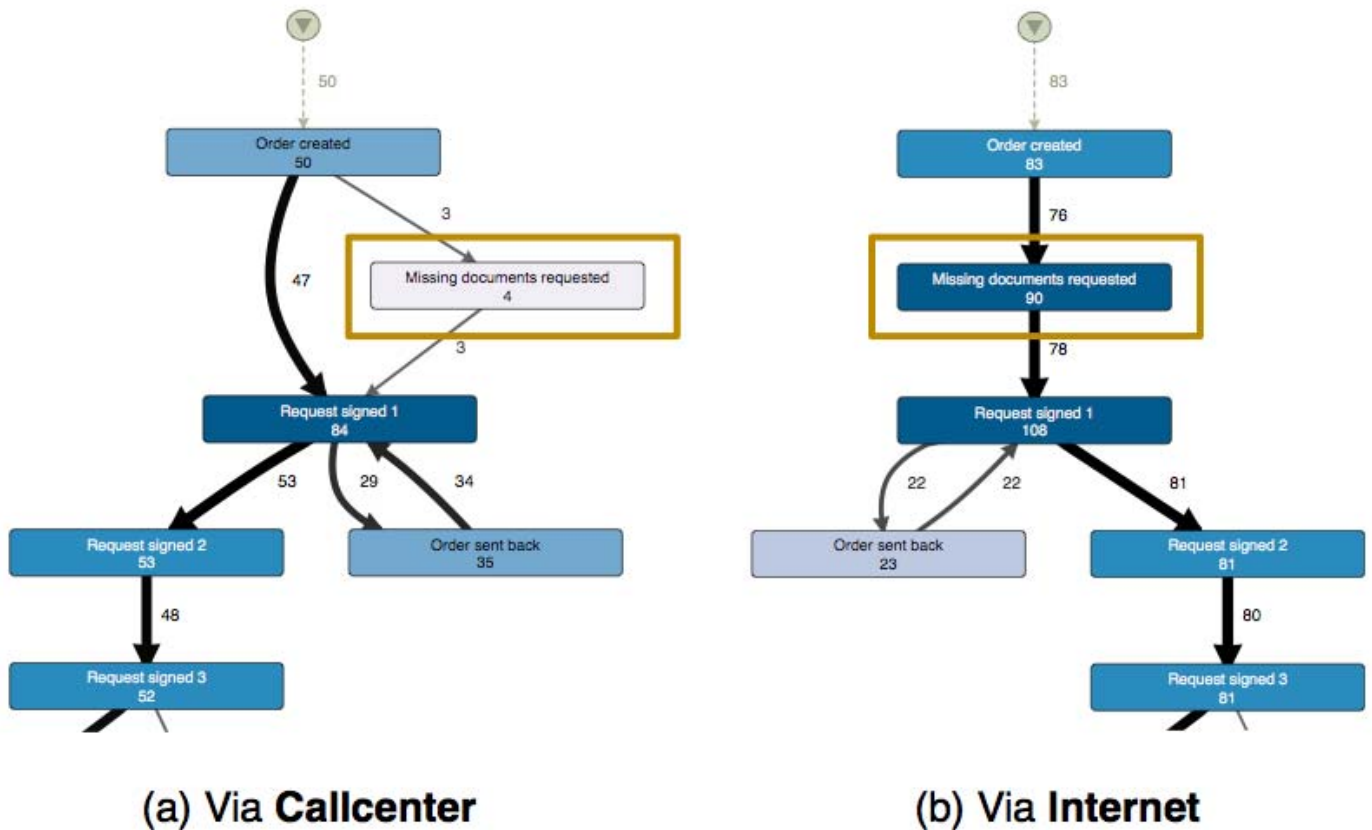 50
Order created
50
3
47
Missing documents requested
4
3
Request signed 1
84
53
29
34
Request signed 2
53
Order sent back
35
48
Request signed 3
52
(a) Via Callcenter
83
Order created
83
76
Missing documents requested
90
78
Request signed 1
108
22
22
81
Order sent back
23
Request signed 2
81
80
Request signed 3
81
(b) Via Internet